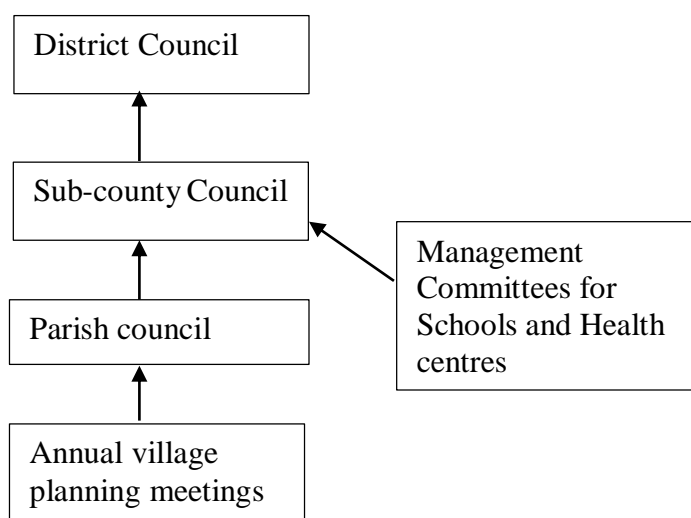 District Council
Sub-county Council
Management
Committees for
Schools and Health
centres
Parish council
Annual village
planning meetings